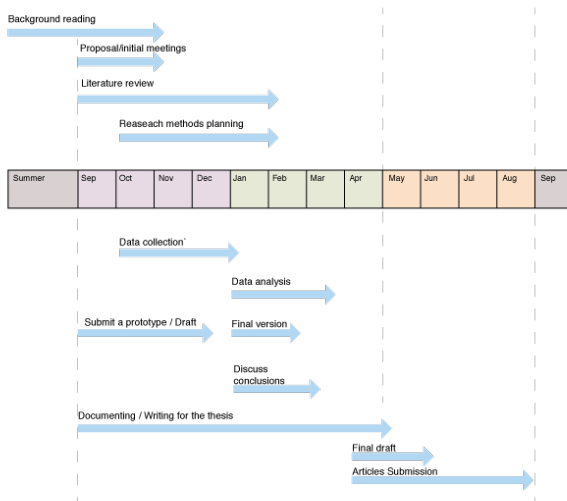 Background reading
Proposal/initial meetings
Literature review
Reaseach methods planning
Summer Sep Oct Nov Dec Jan Feb Mar Apr May Jun Jul Aug Sep
Data collection`
Data analysis
Submit a prototype / Draft Final version
Discuss
conclusions
Documenting / Writing for the thesis
Final draft
Articles Submission